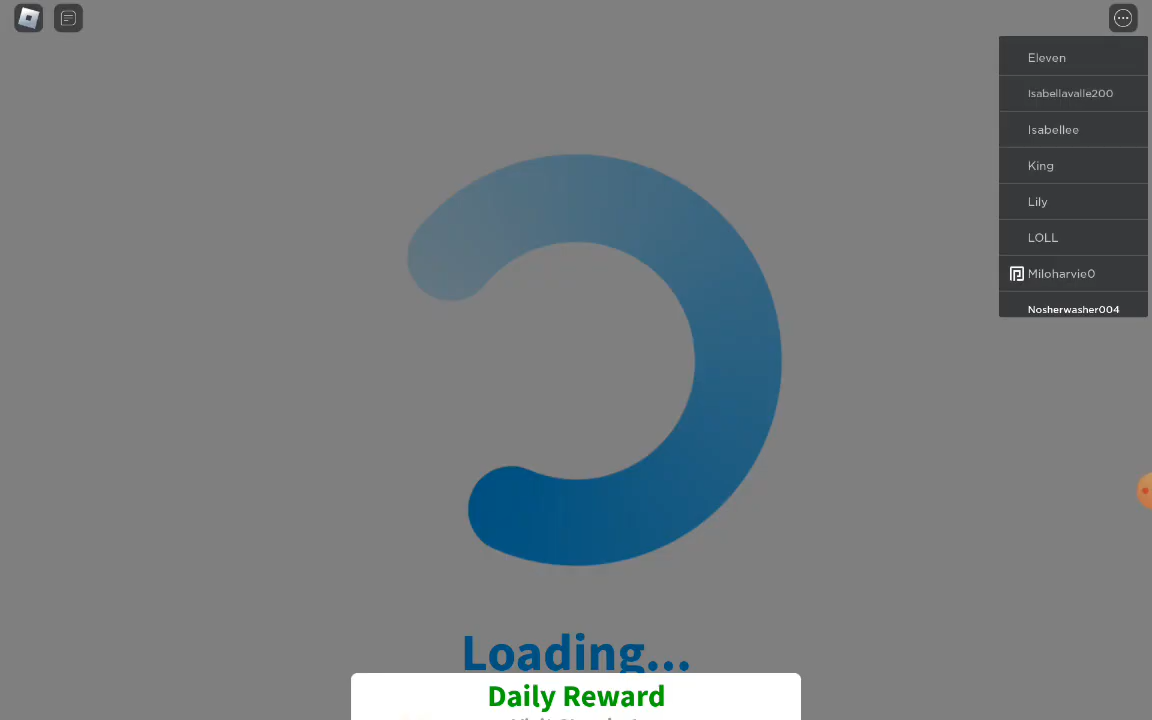 Eleven
Isabellavalle200
Isabellee
King
Lily
LOLL
Miloharvie0
Nosherwasher004
Loading...
Daily Reward